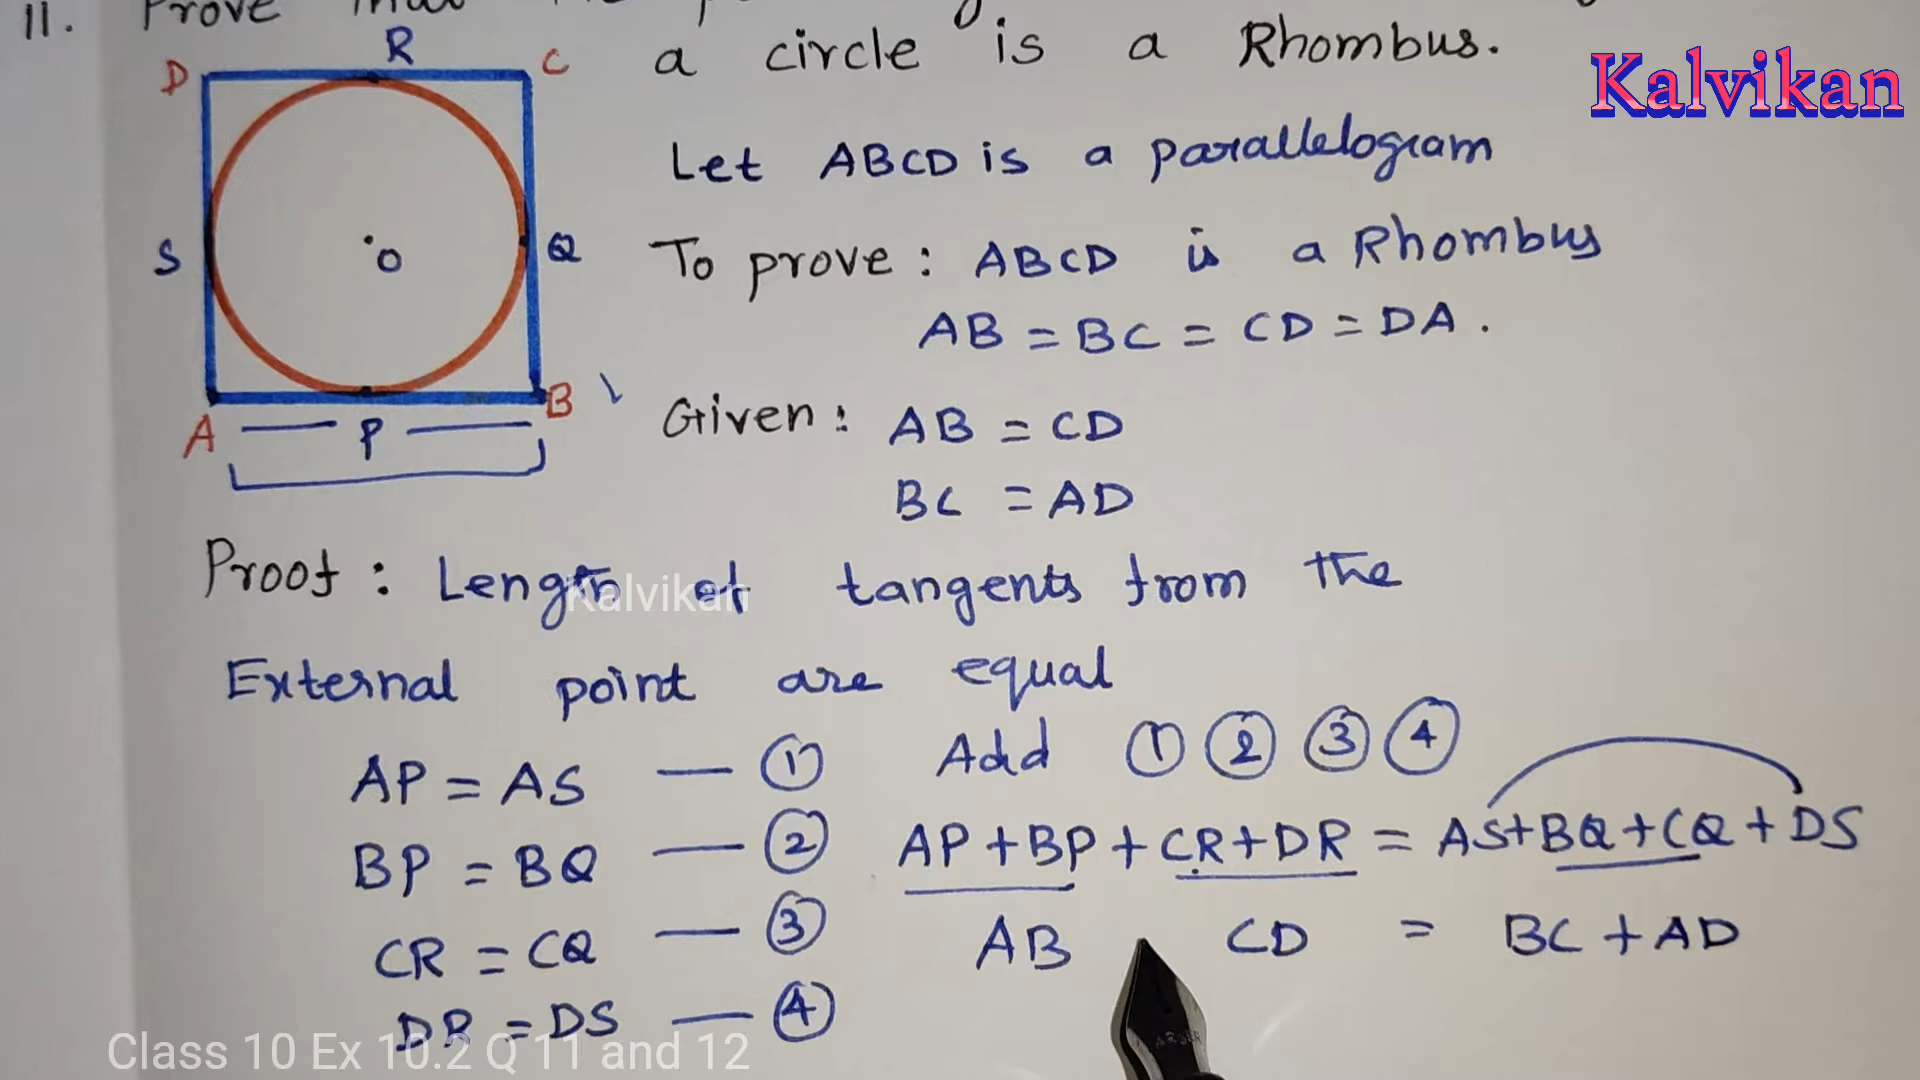 11. Prove that
a circle is a Rhombus.
Kalvikan
D R C
S O Q
A P B
Let ABCD is a parallelogram
To prove : ABCD is a Rhombus
AB = BC = CD = DA .
Given : AB = CD
BC = AD
Proof : Length of tangents from the
Kalvikan
External point are equal
AP = AS — ①
BP = BQ — ②
CR = CQ — ③
DR = DS — ④
Add ① ② ③ ④
AP + BP + CR + DR = AS + BQ + CQ + DS
AB CD = BC + AD
Class 10 Ex 10.2 Q 11 and 12